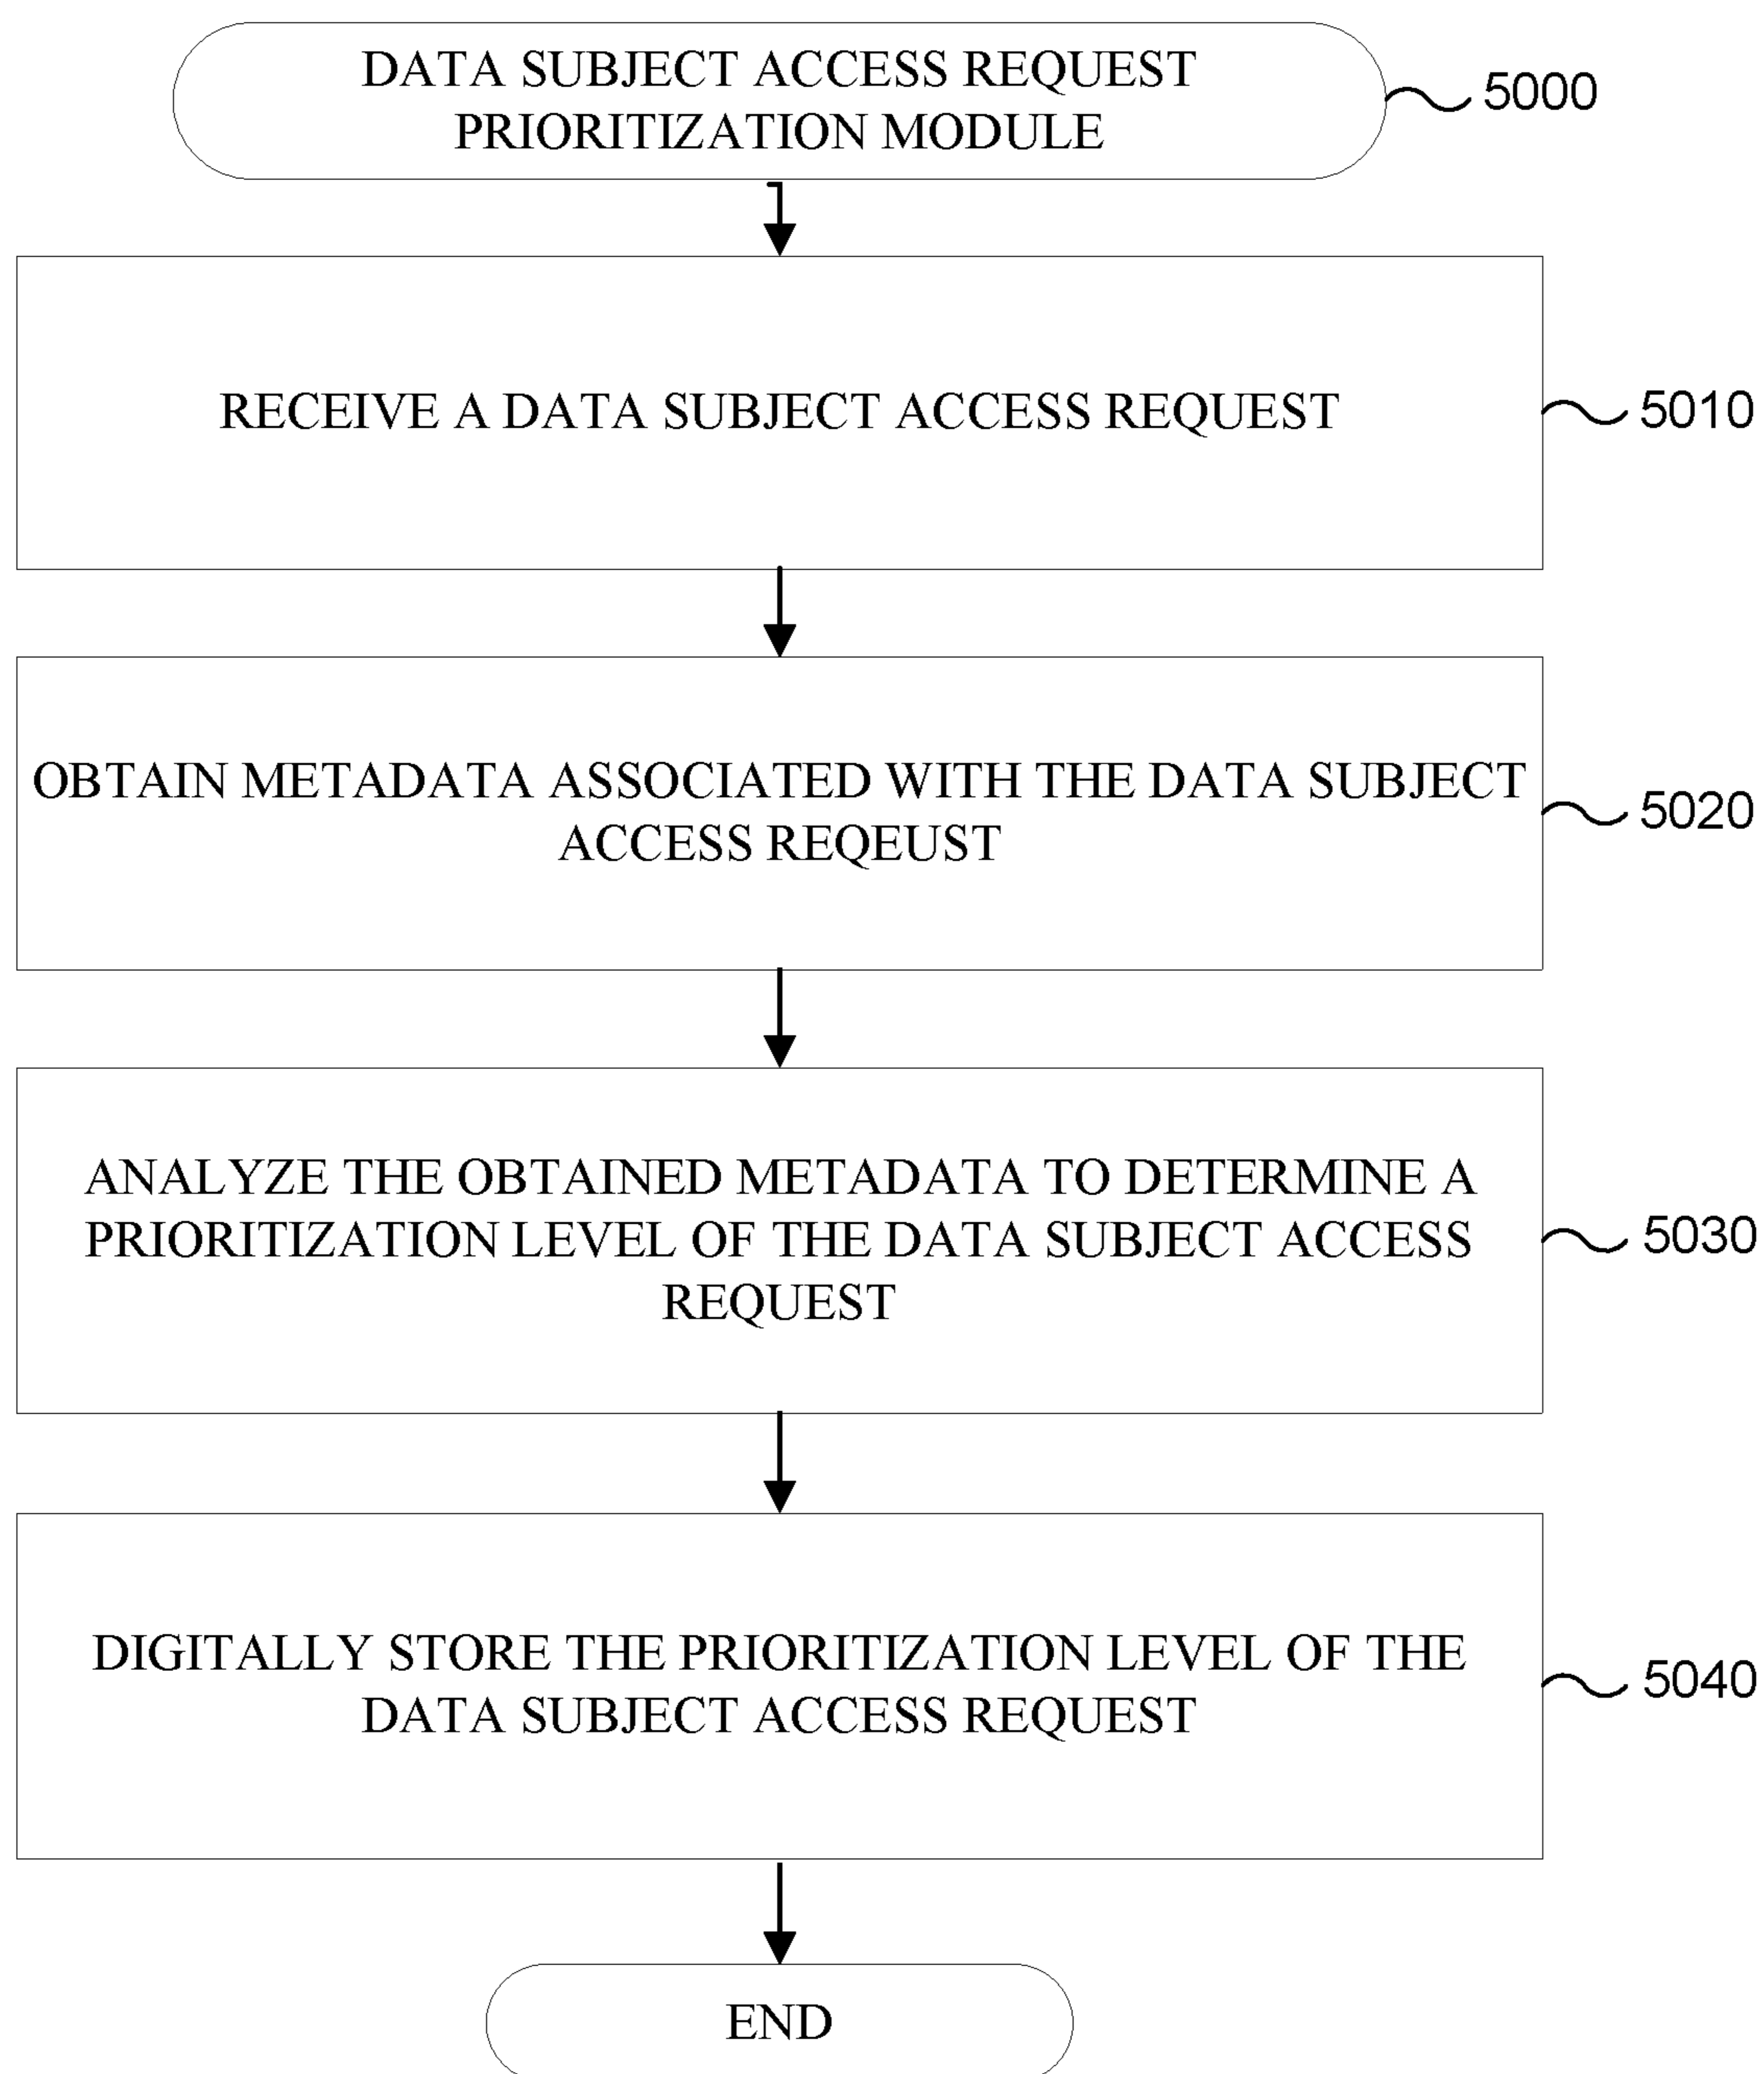 DATA SUBJECT ACCESS REQUEST
PRIORITIZATION MODULE
5000
RECEIVE A DATA SUBJECT ACCESS REQUEST
5010
OBTAIN METADATA ASSOCIATED WITH THE DATA SUBJECT
ACCESS REQEUST
5020
ANALYZE THE OBTAINED METADATA TO DETERMINE A
PRIORITIZATION LEVEL OF THE DATA SUBJECT ACCESS
REQUEST
5030
DIGITALLY STORE THE PRIORITIZATION LEVEL OF THE
DATA SUBJECT ACCESS REQUEST
5040
END